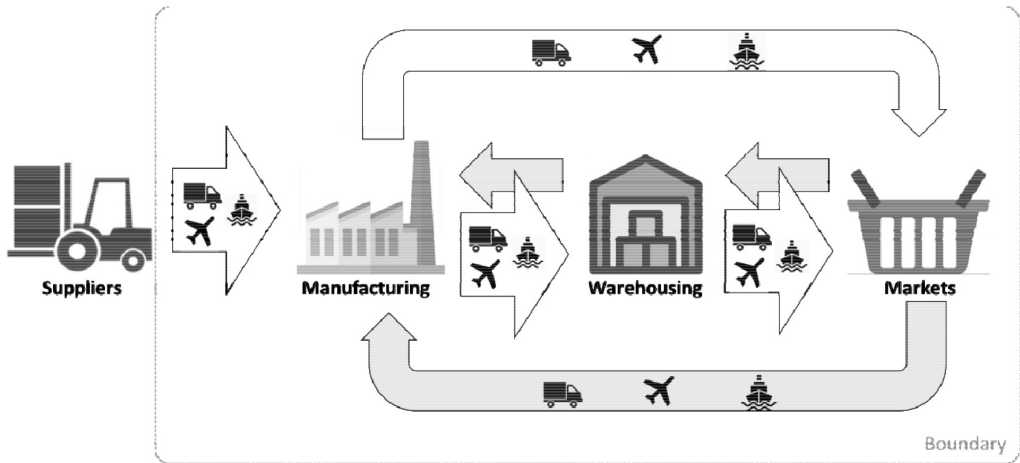 Suppliers
Manufacturing
Warehousing
Markets
Boundary